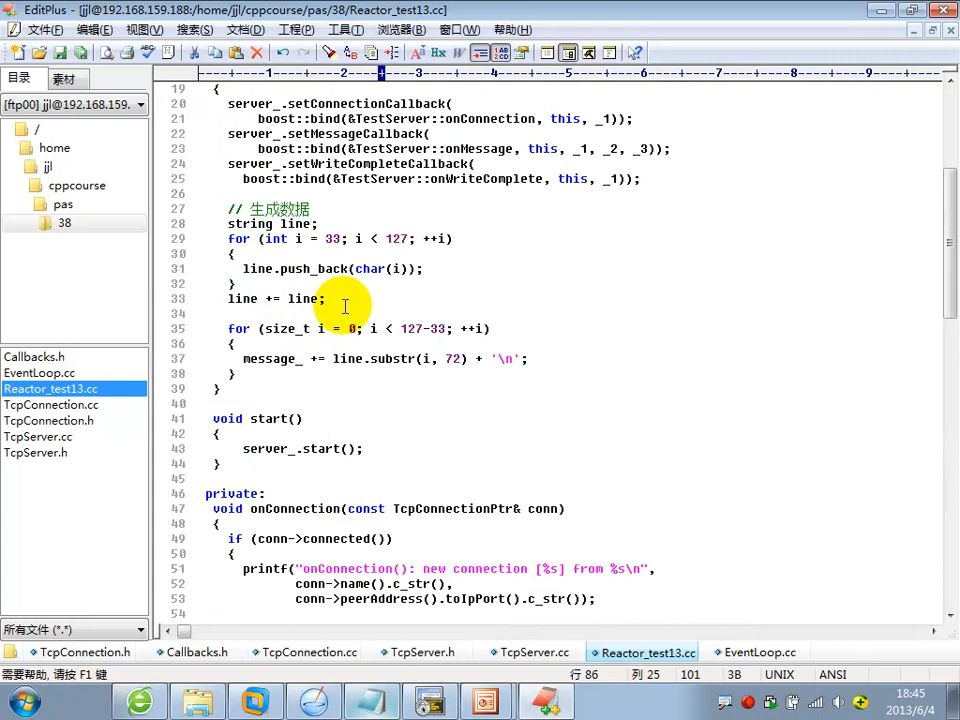 EditPlus - [[jjl@192.168.159.188:/home/jjl/cppcourse/pas/38/Reactor_test13.cc]
文件(F) 编辑(E) 视图(V) 搜索(S) 文档(D) 工程(P) 工具(T) 浏览器(B) 窗口(W) 帮助(H)
目录 素材
[ftp00] jjl@192.168.159.
/
home
jjl
cppcourse
pas
38
Callbacks.h
EventLoop.cc
Reactor_test13.cc
TcpConnection.cc
TcpConnection.h
TcpServer.cc
TcpServer.h
所有文件 (*.*)
----+----1----+----2----+----3----+----4----+----5----+----6----+----7----+----8----+----9----+--
19 {
20 server_.setConnectionCallback(
21 boost::bind(&TestServer::onConnection, this, _1));
22 server_.setMessageCallback(
23 boost::bind(&TestServer::onMessage, this, _1, _2, _3));
24 server_.setWriteCompleteCallback(
25 boost::bind(&TestServer::onWriteComplete, this, _1));
26
27 // 生成数据
28 string line;
29 for (int i = 33; i < 127; ++i)
30 {
31 line.push_back(char(i));
32 }
33 line += line;
34
35 for (size_t i = 0; i < 127-33; ++i)
36 {
37 message_ += line.substr(i, 72) + '\n';
38 }
39 }
40
41 void start()
42 {
43 server_.start();
44 }
45
46 private:
47 void onConnection(const TcpConnectionPtr& conn)
48 {
49 if (conn->connected())
50 {
51 printf("onConnection(): new connection [%s] from %s\n",
52 conn->name().c_str(),
53 conn->peerAddress().toIpPort().c_str());
54
TcpConnection.h Callbacks.h TcpConnection.cc TcpServer.h TcpServer.cc Reactor_test13.cc EventLoop.cc
需要帮助, 请按 F1 键 行 86 列 25 101 3B UNIX ANSI
18:45
2013/6/4